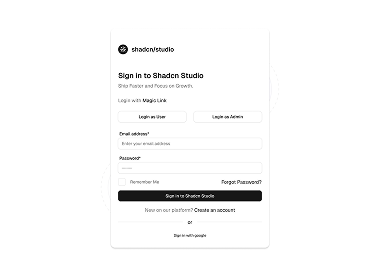 shadcn/studio
Sign in to Shadcn Studio
Ship Faster and Focus on Growth.
Login with Magic Link
Login as User
Login as Admin
Email address*
Enter your email address
Password*
Remember Me
Forgot Password?
Sign in to Shadcn Studio
New on our platform? Create an account
or
Sign in with google